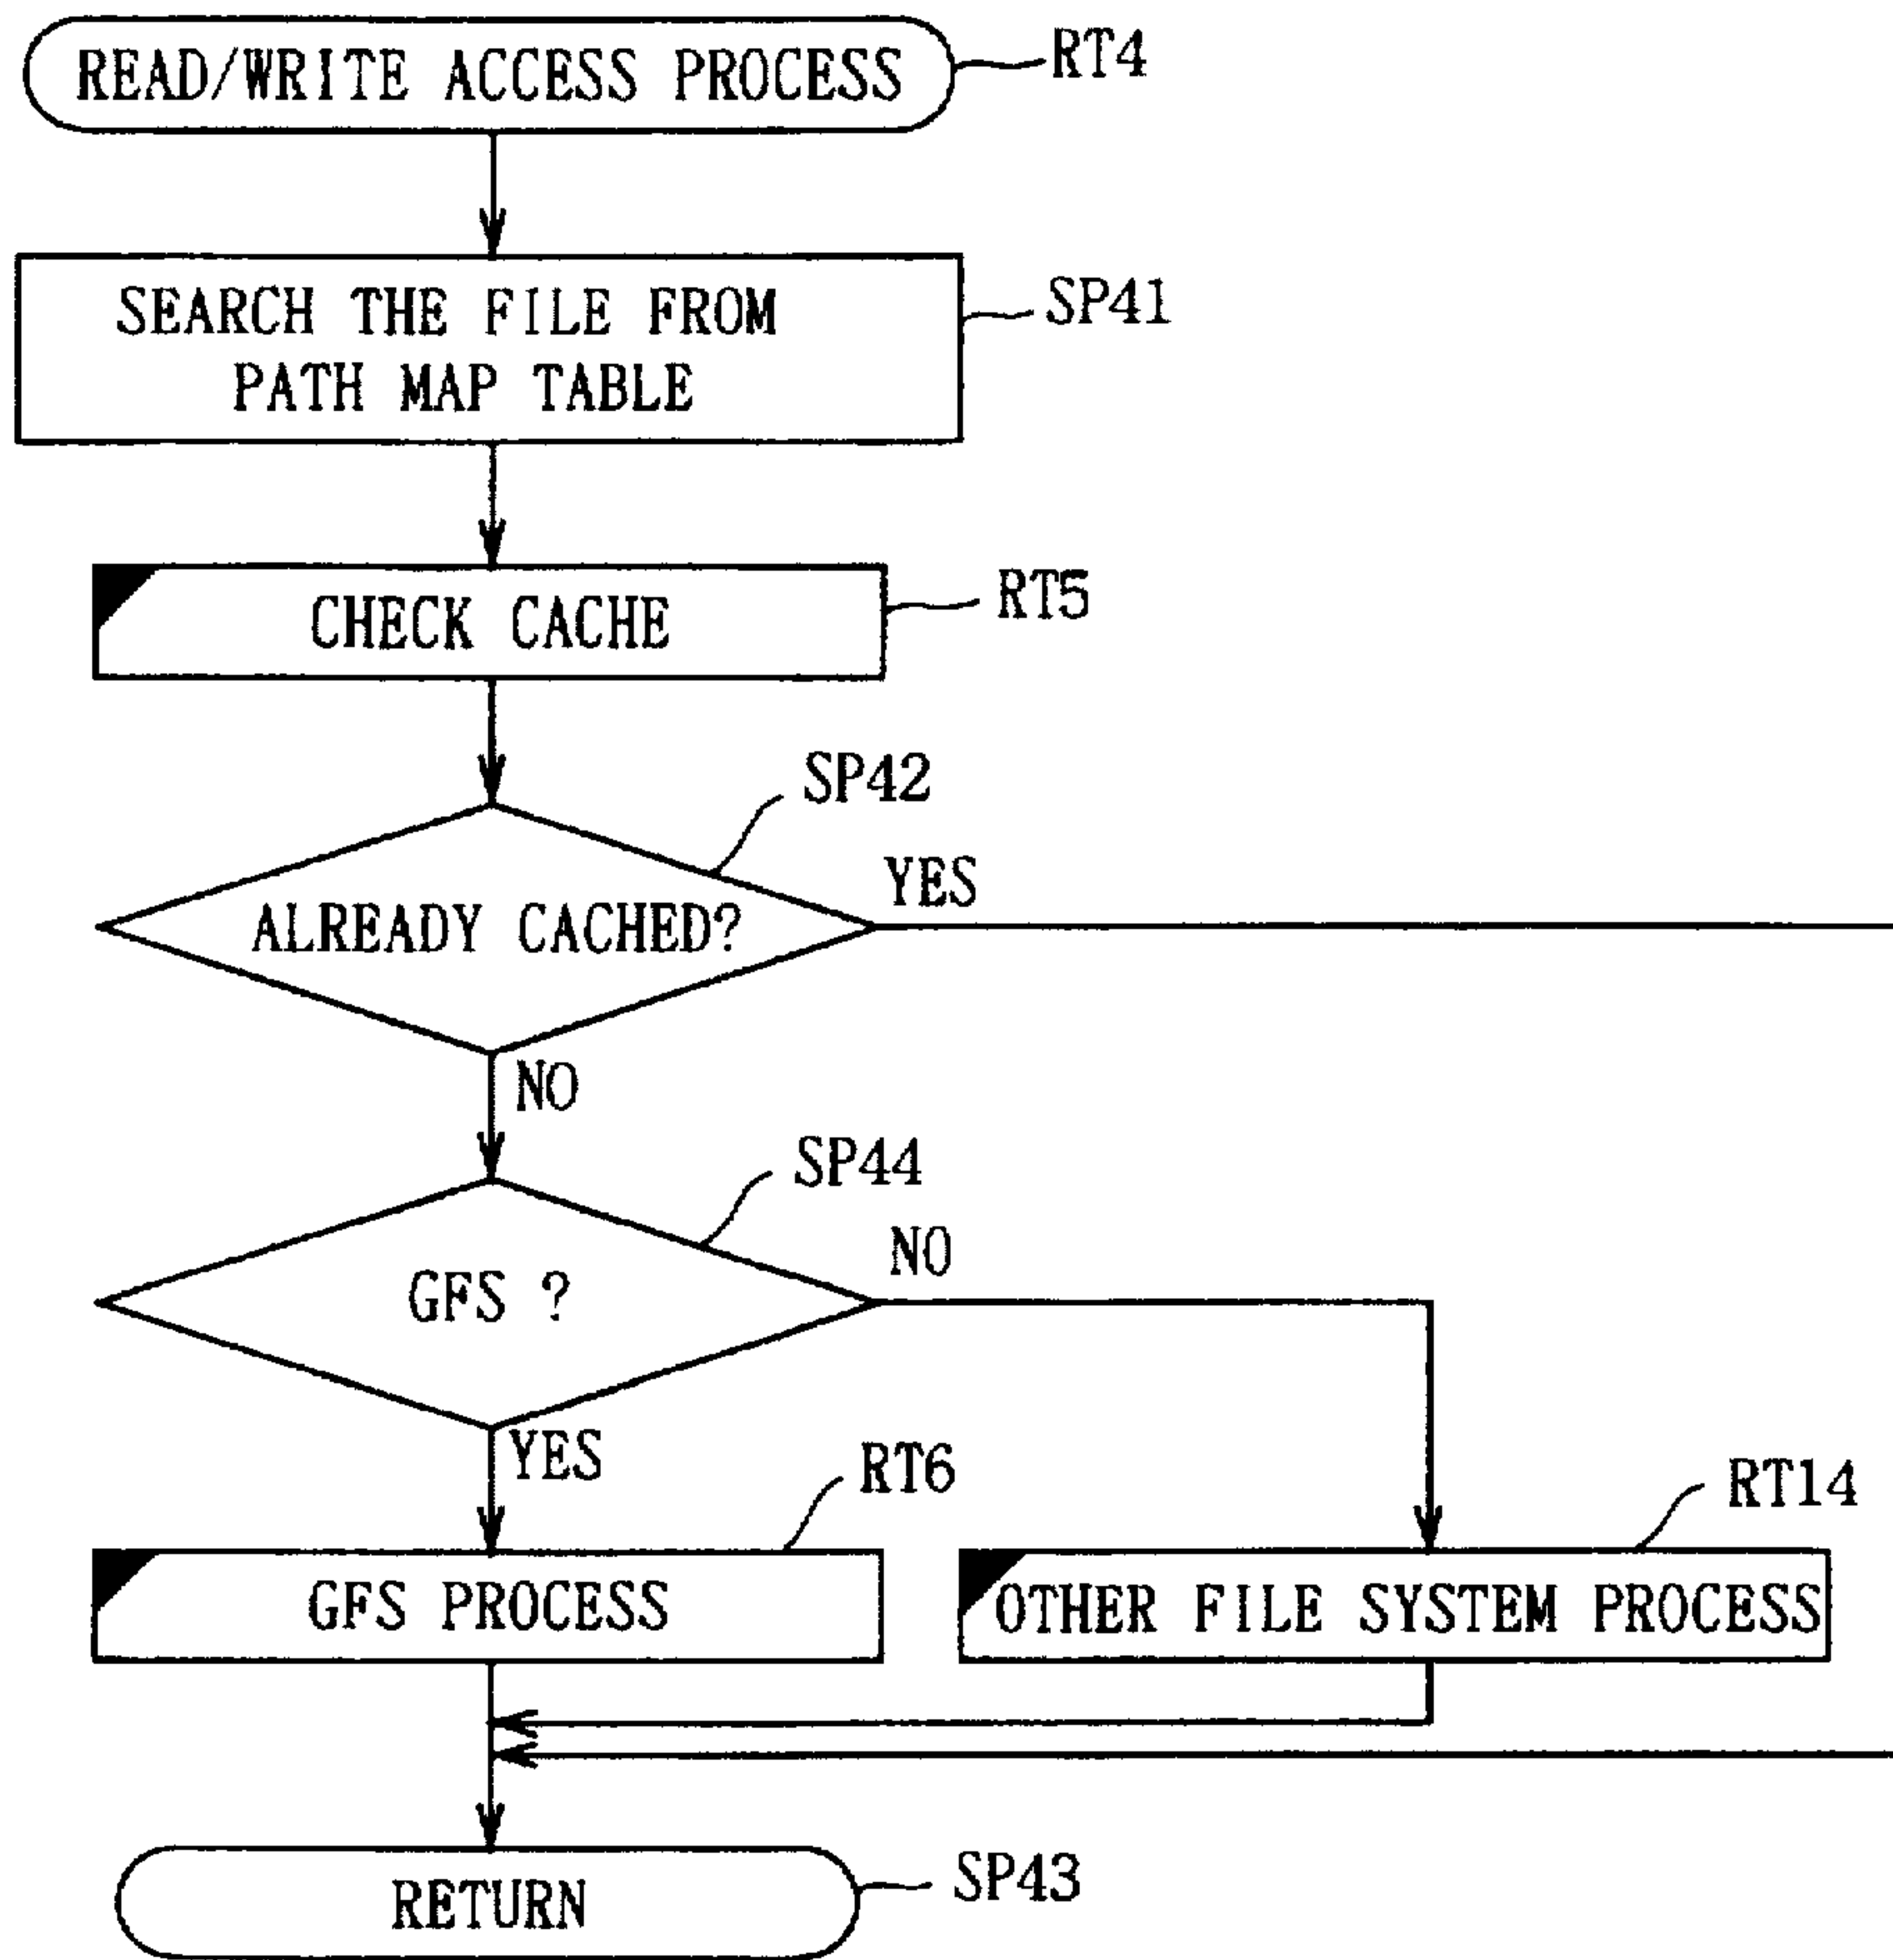 READ/WRITE ACCESS PROCESS
RT4
SEARCH THE FILE FROM
PATH MAP TABLE
SP41
CHECK CACHE
RT5
SP42
ALREADY CACHED?
YES
NO
SP44
GFS ?
NO
YES
RT6
RT14
GFS PROCESS
OTHER FILE SYSTEM PROCESS
RETURN
SP43